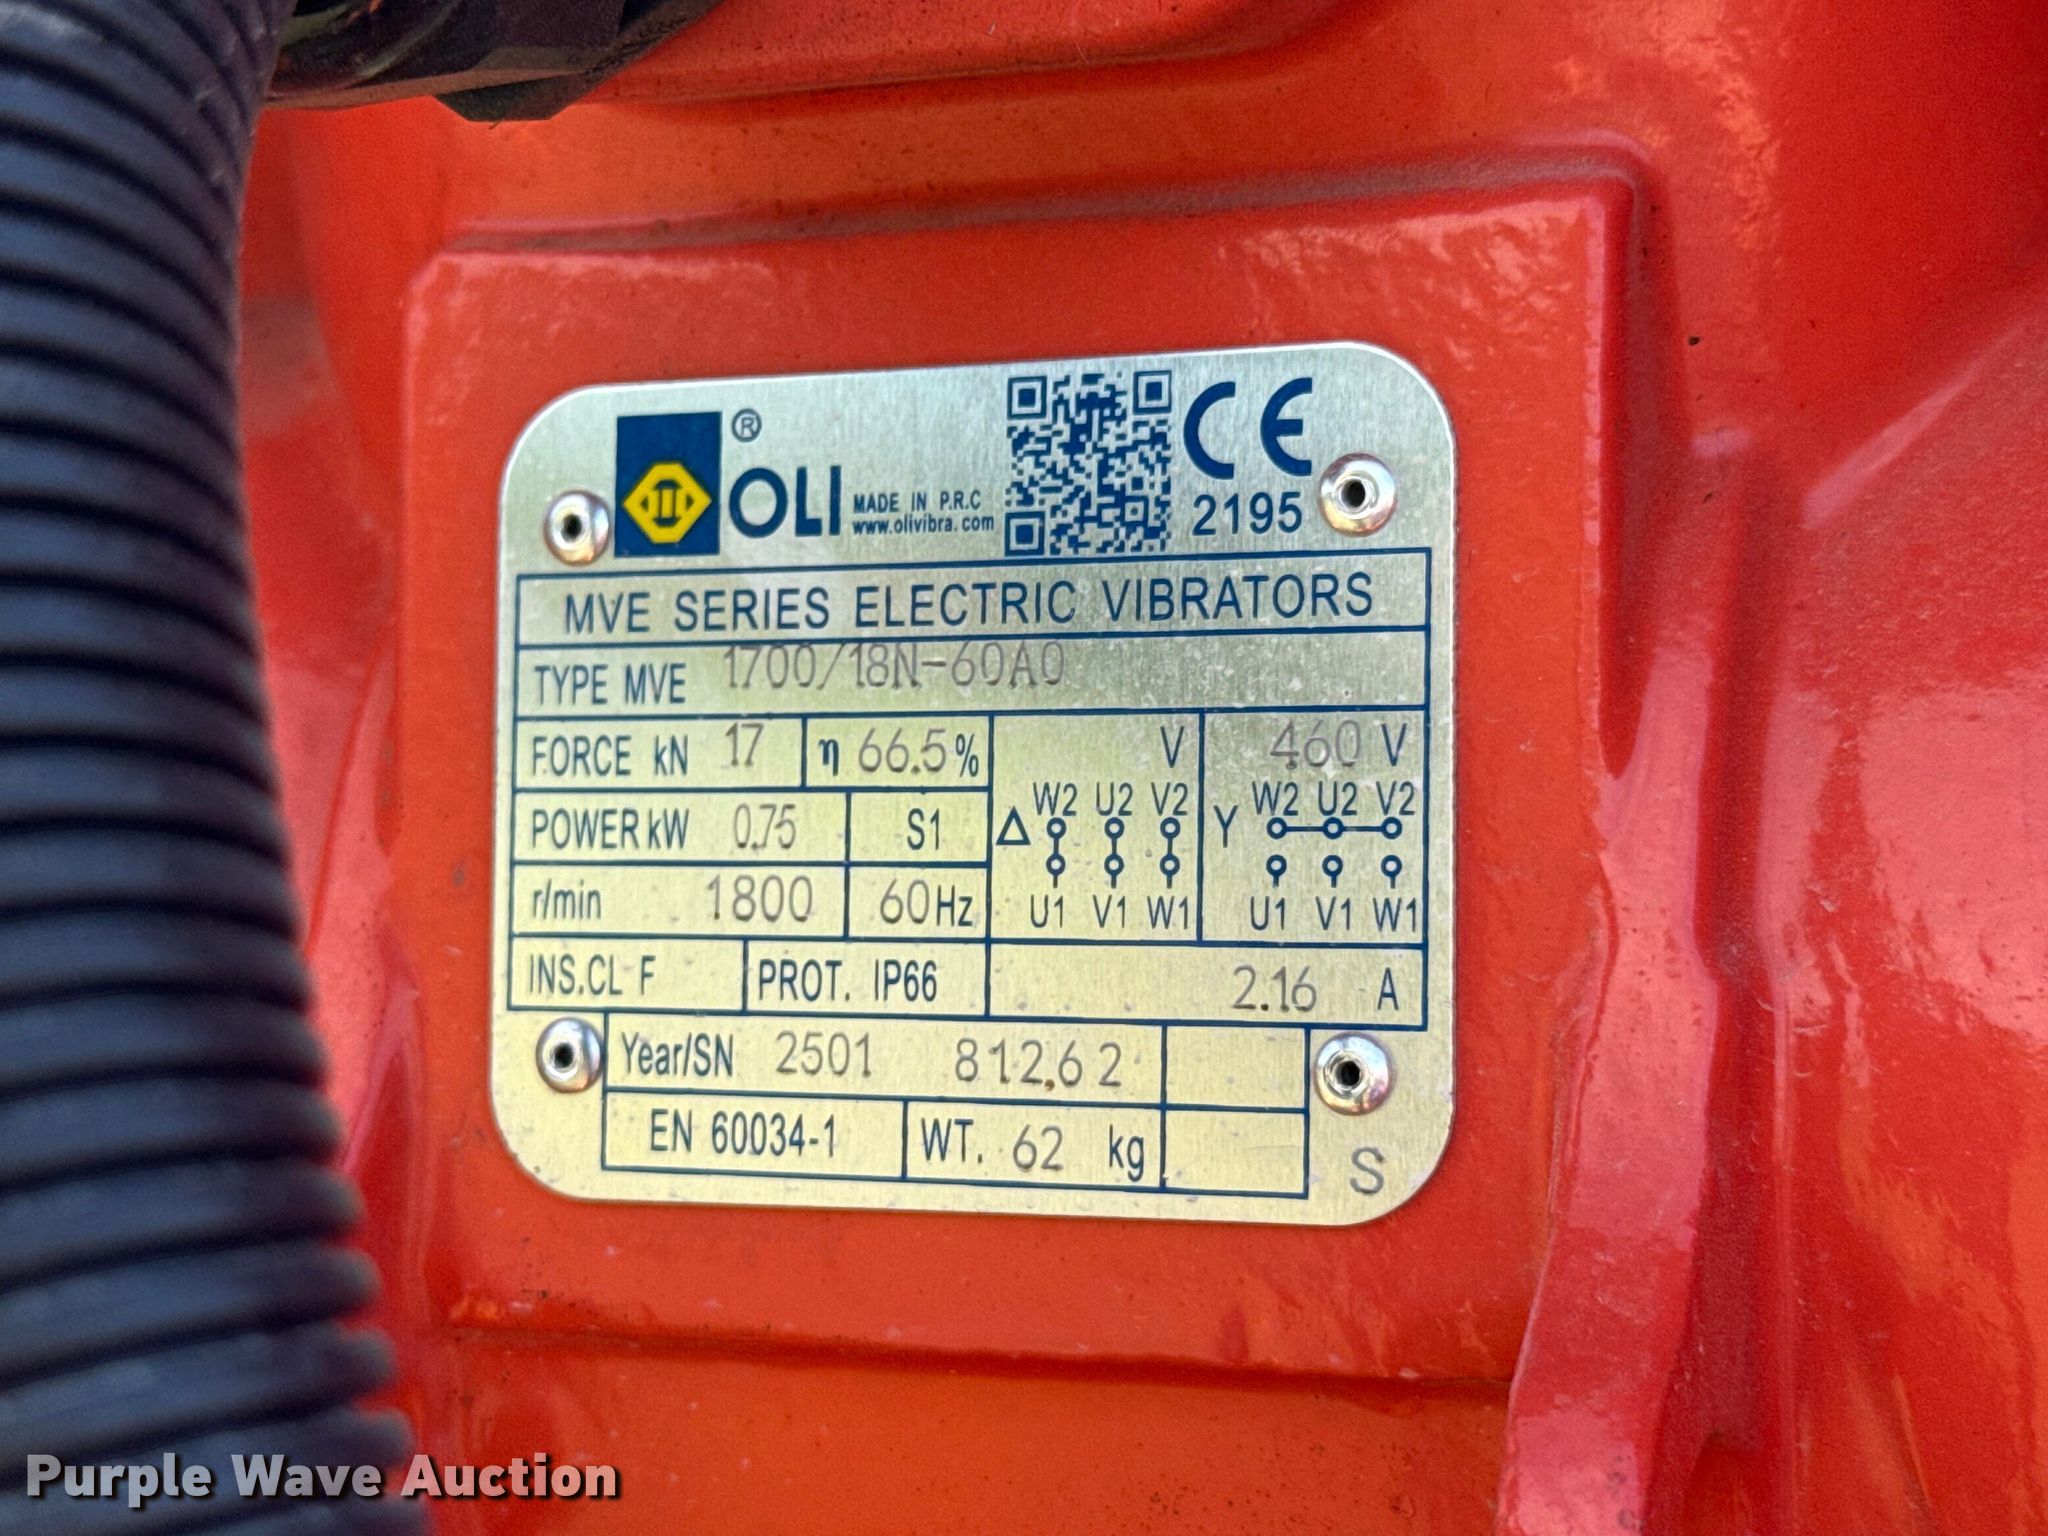 ® OLI MADE IN P.R.C
www.olivibra.com
CE
2195
MVE SERIES ELECTRIC VIBRATORS
TYPE MVE 1700/18N-60A0
FORCE kN 17 η 66.5% V 460 V
POWER kW 0.75 S1
Δ W2 U2 V2 Y W2 U2 V2
r/min 1800 60Hz
U1 V1 W1 U1 V1 W1
INS.CL F PROT. IP66 2.16 A
Year/SN 2501 81262
EN 60034-1 WT. 62 kg
S
Purple Wave Auction